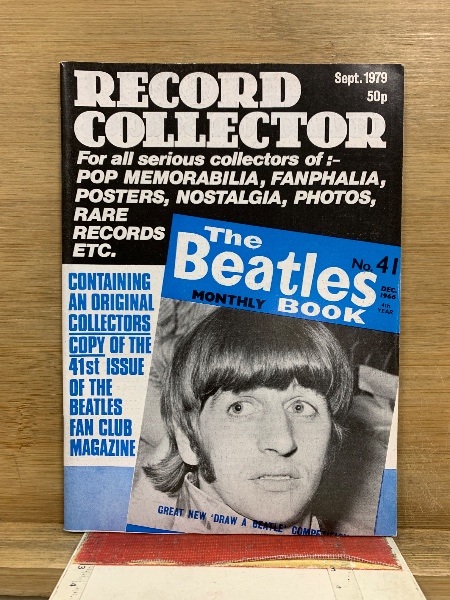 RECORD
COLLECTOR
Sept. 1979
50p
For all serious collectors of :-
POP MEMORABILIA, FANPHALIA,
POSTERS, NOSTALGIA, PHOTOS,
RARE
RECORDS
ETC.
CONTAINING
AN ORIGINAL
COLLECTORS
COPY OF THE
41st ISSUE
OF THE
BEATLES
FAN CLUB
MAGAZINE
The
Beatles
MONTHLY BOOK
No. 41
DEC.
1966
4th
YEAR
GREAT NEW 'DRAW A BEATLE'